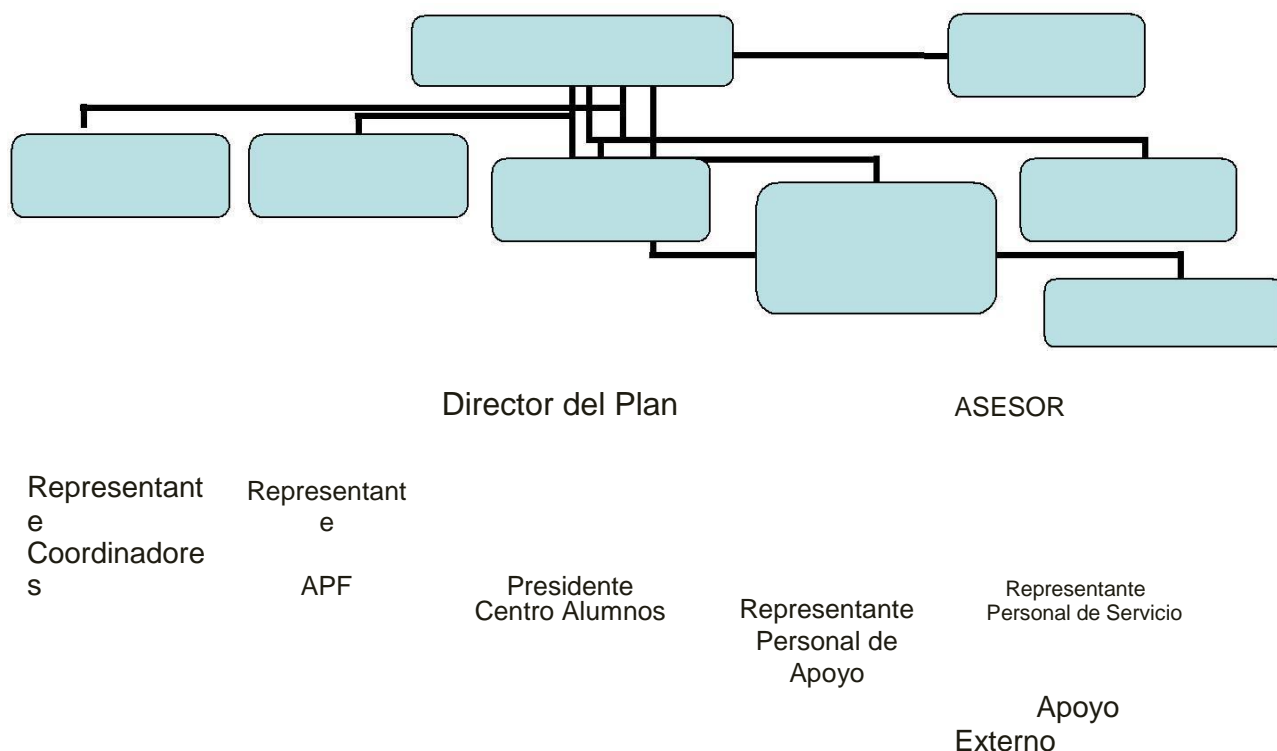 Director del Plan
ASESOR
Representant
e
Coordinadore
s
Representant
e
APF
Presidente
Centro Alumnos
Representante
Personal de
Apoyo
Representante
Personal de Servicio
Apoyo
Externo